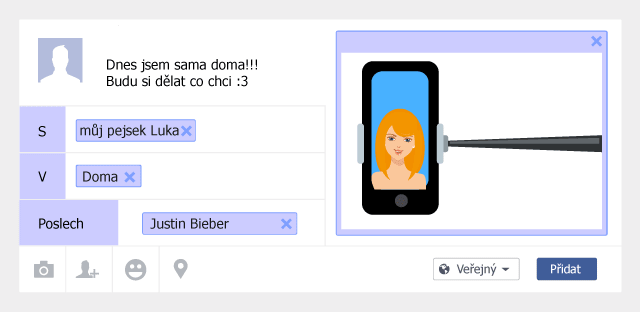 Dnes jsem sama doma!!!
Budu si dělat co chci :3
S můj pejsek Luka
V Doma
Poslech Justin Bieber
Veřejný Přidat